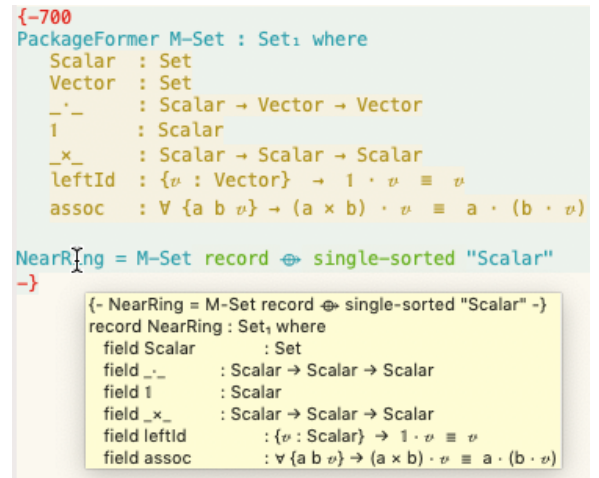 {-700
PackageFormer M-Set : Set₁ where
Scalar : Set
Vector : Set
_·_ : Scalar → Vector → Vector
1 : Scalar
_×_ : Scalar → Scalar → Scalar
leftId : {𝓋 : Vector} → 1 · 𝓋 ≡ 𝓋
assoc : ∀ {a b 𝓋} → (a × b) · 𝓋 ≡ a · (b · 𝓋)
NearRing = M-Set record ⟴ single-sorted "Scalar"
-}
{- NearRing = M-Set record ⟴ single-sorted "Scalar" -}
record NearRing : Set₁ where
field Scalar : Set
field _·_ : Scalar → Scalar → Scalar
field 1 : Scalar
field _×_ : Scalar → Scalar → Scalar
field leftId : {𝓋 : Scalar} → 1 · 𝓋 ≡ 𝓋
field assoc : ∀ {a b 𝓋} → (a × b) · 𝓋 ≡ a · (b · 𝓋)